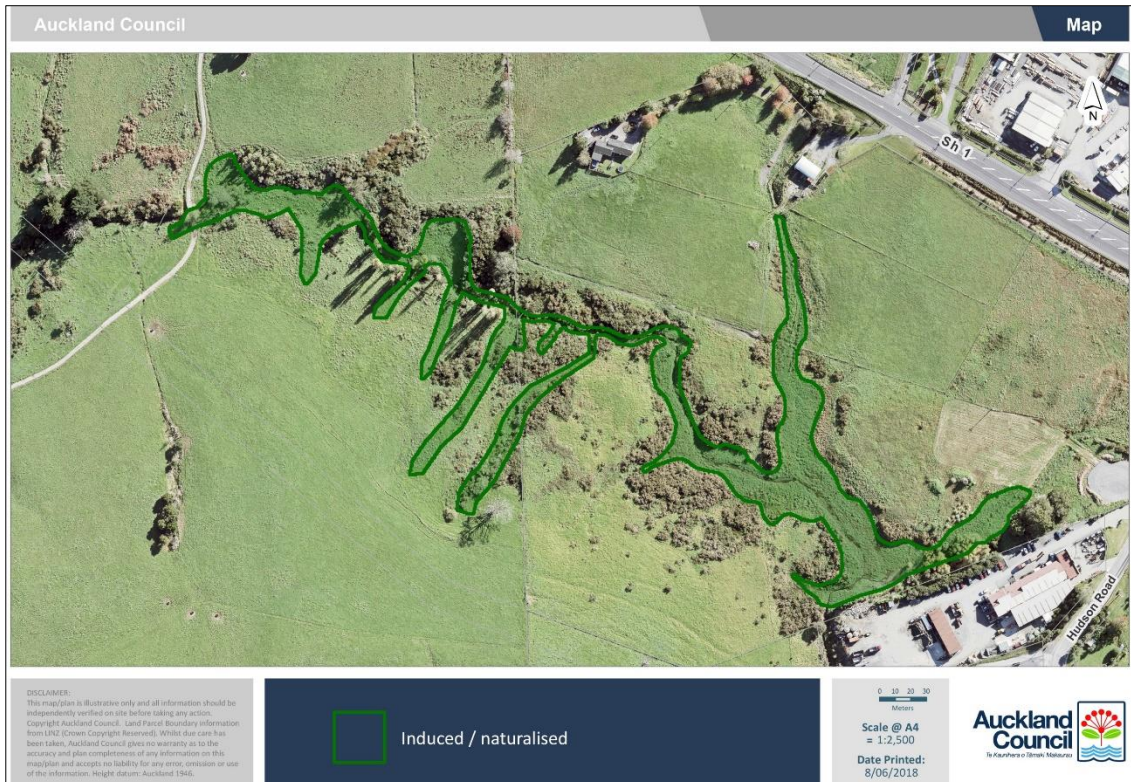 Auckland Council
Map
N
Sh 1
Hudson Road
DISCLAIMER:
This map/plan is illustrative only and all information should be
independently verified on site before taking any action.
Copyright Auckland Council. Land Parcel Boundary information
from LINZ (Crown Copyright Reserved). Whilst due care has
been taken, Auckland Council gives no warranty as to the
accuracy and plan completeness of any information on this
map/plan and accepts no liability for any error, omission or use
of the information. Height datum: Auckland 1946.
Induced / naturalised
0 10 20 30
Meters
Scale @ A4
= 1:2,500
Date Printed:
8/06/2018
Auckland
Council
Te Kaunihera o Tāmaki Makaurau